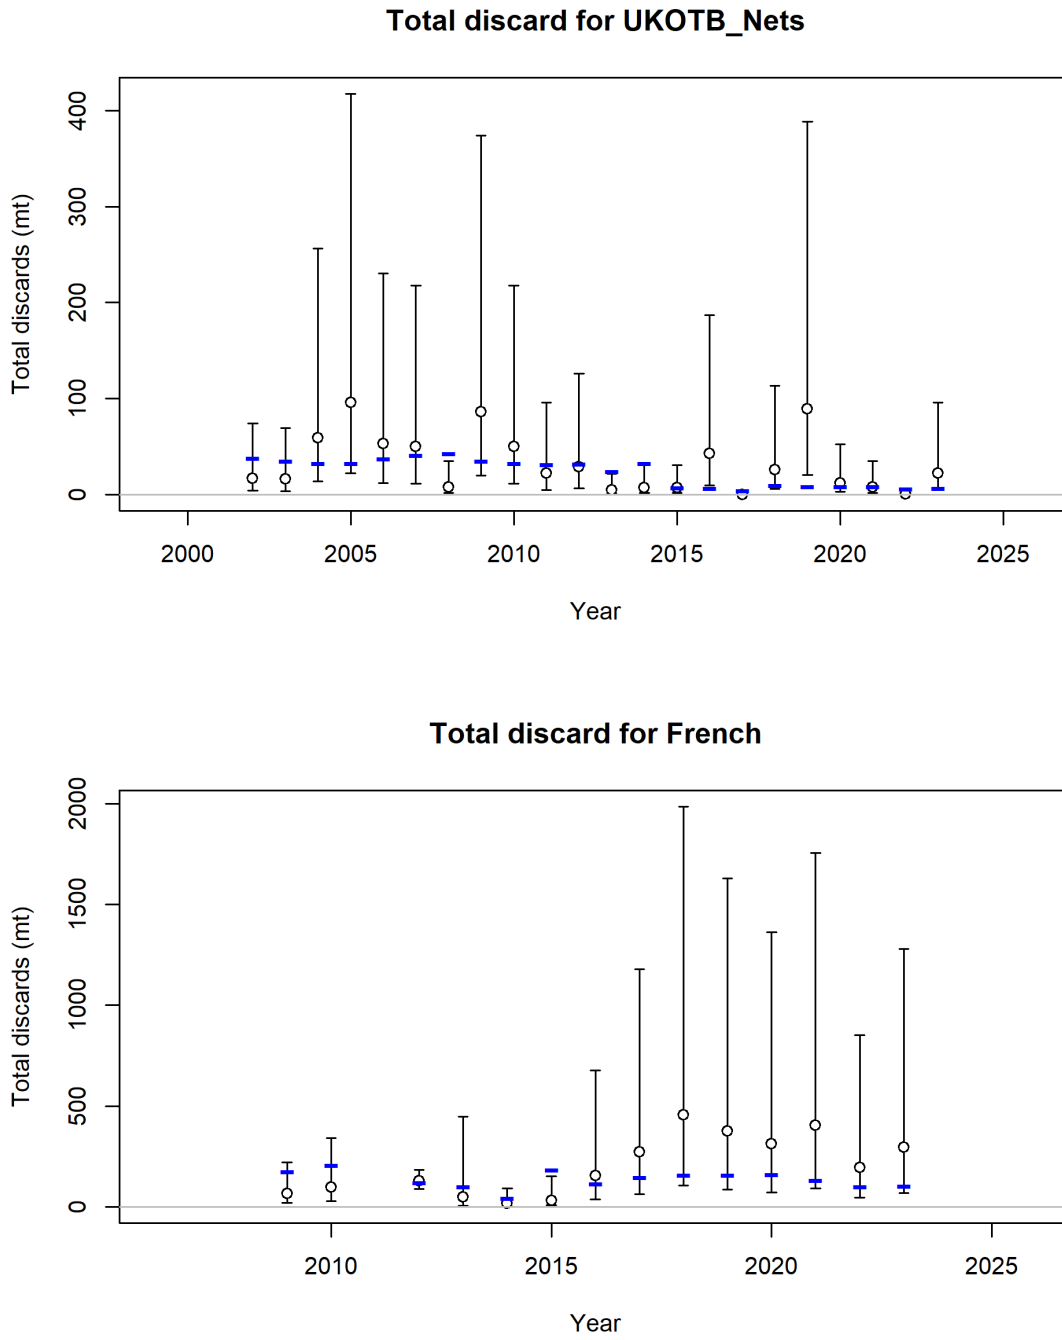 Total discard for UKOTB_Nets
Total discards (mt)
400
300
200
100
0
2000 2005 2010 2015 2020 2025
Year
Total discard for French
Total discards (mt)
2000
1500
1000
500
0
2010 2015 2020 2025
Year